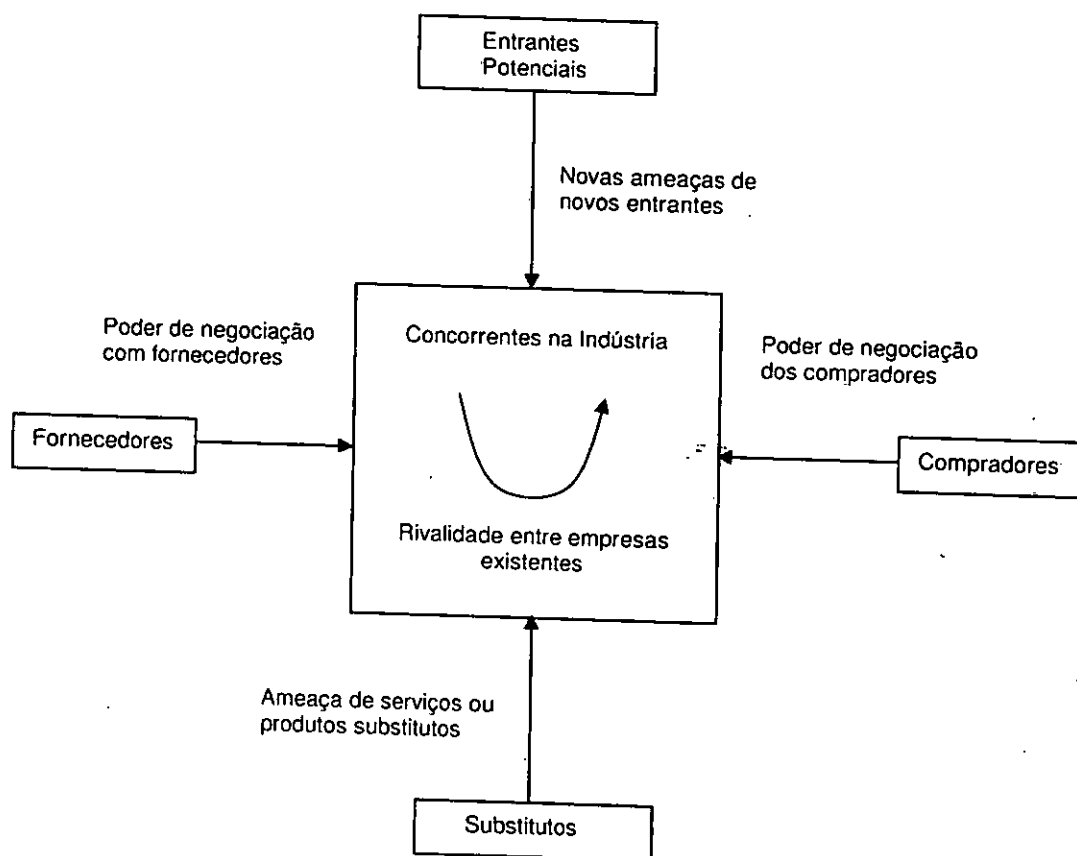 Entrantes
Potenciais
Novas ameaças de
novos entrantes
Poder de negociação
com fornecedores
Concorrentes na Indústria
Poder de negociação
dos compradores
Fornecedores
Compradores
Rivalidade entre empresas
existentes
Ameaça de serviços ou
produtos substitutos
Substitutos